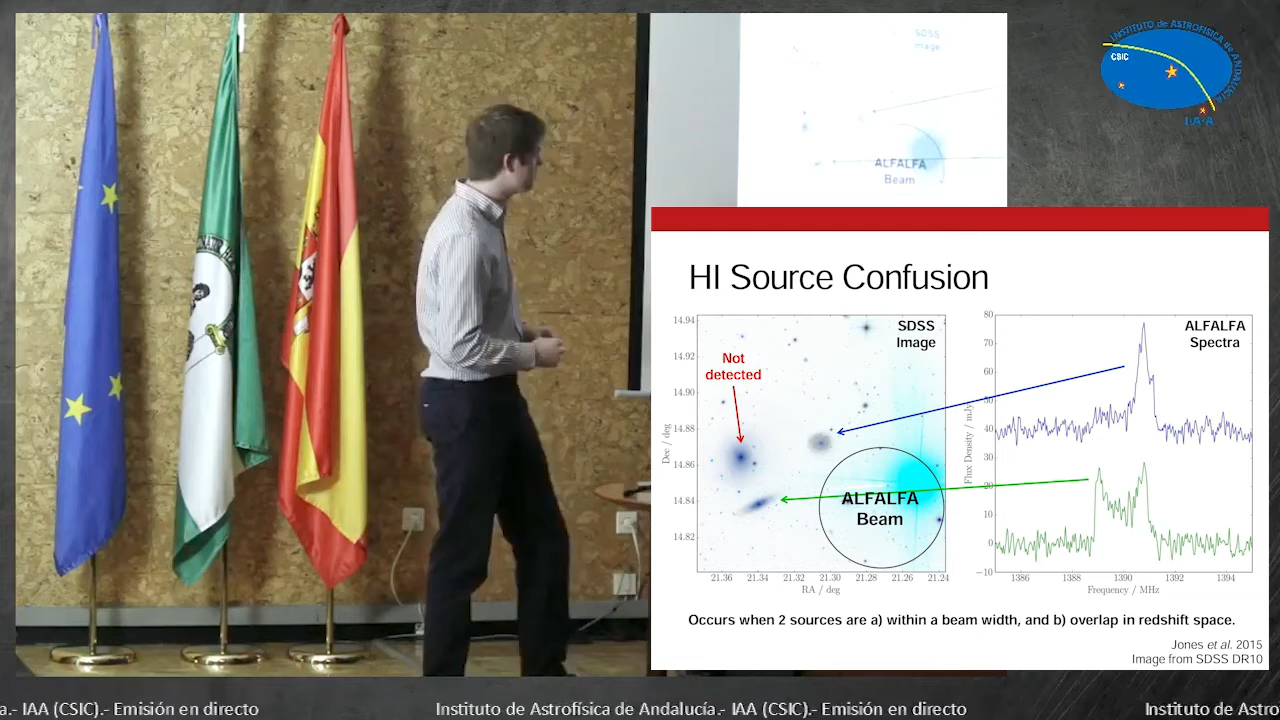 SDSS
image
ALFALFA
Beam
INSTITUTO de ASTROFISICA de ANDALUCIA
CSIC
I·A·A
HI Source Confusion
14.94
14.92
14.90
14.88
14.86
14.84
14.82
Dec / deg
21.36
21.34
21.32
21.30
21.28
21.26
21.24
RA / deg
SDSS
Image
Not
detected
ALFALFA
Beam
80
70
60
50
40
30
20
10
0
−10
Flux Density / mJy
1386
1388
1390
1392
1394
Frequency / MHz
ALFALFA
Spectra
Occurs when 2 sources are a) within a beam width, and b) overlap in redshift space.
Jones et al. 2015
Image from SDSS DR10
a.- IAA (CSIC).- Emisión en directo Instituto de Astrofísica de Andalucía.- IAA (CSIC).- Emisión en directo Instituto de Astro